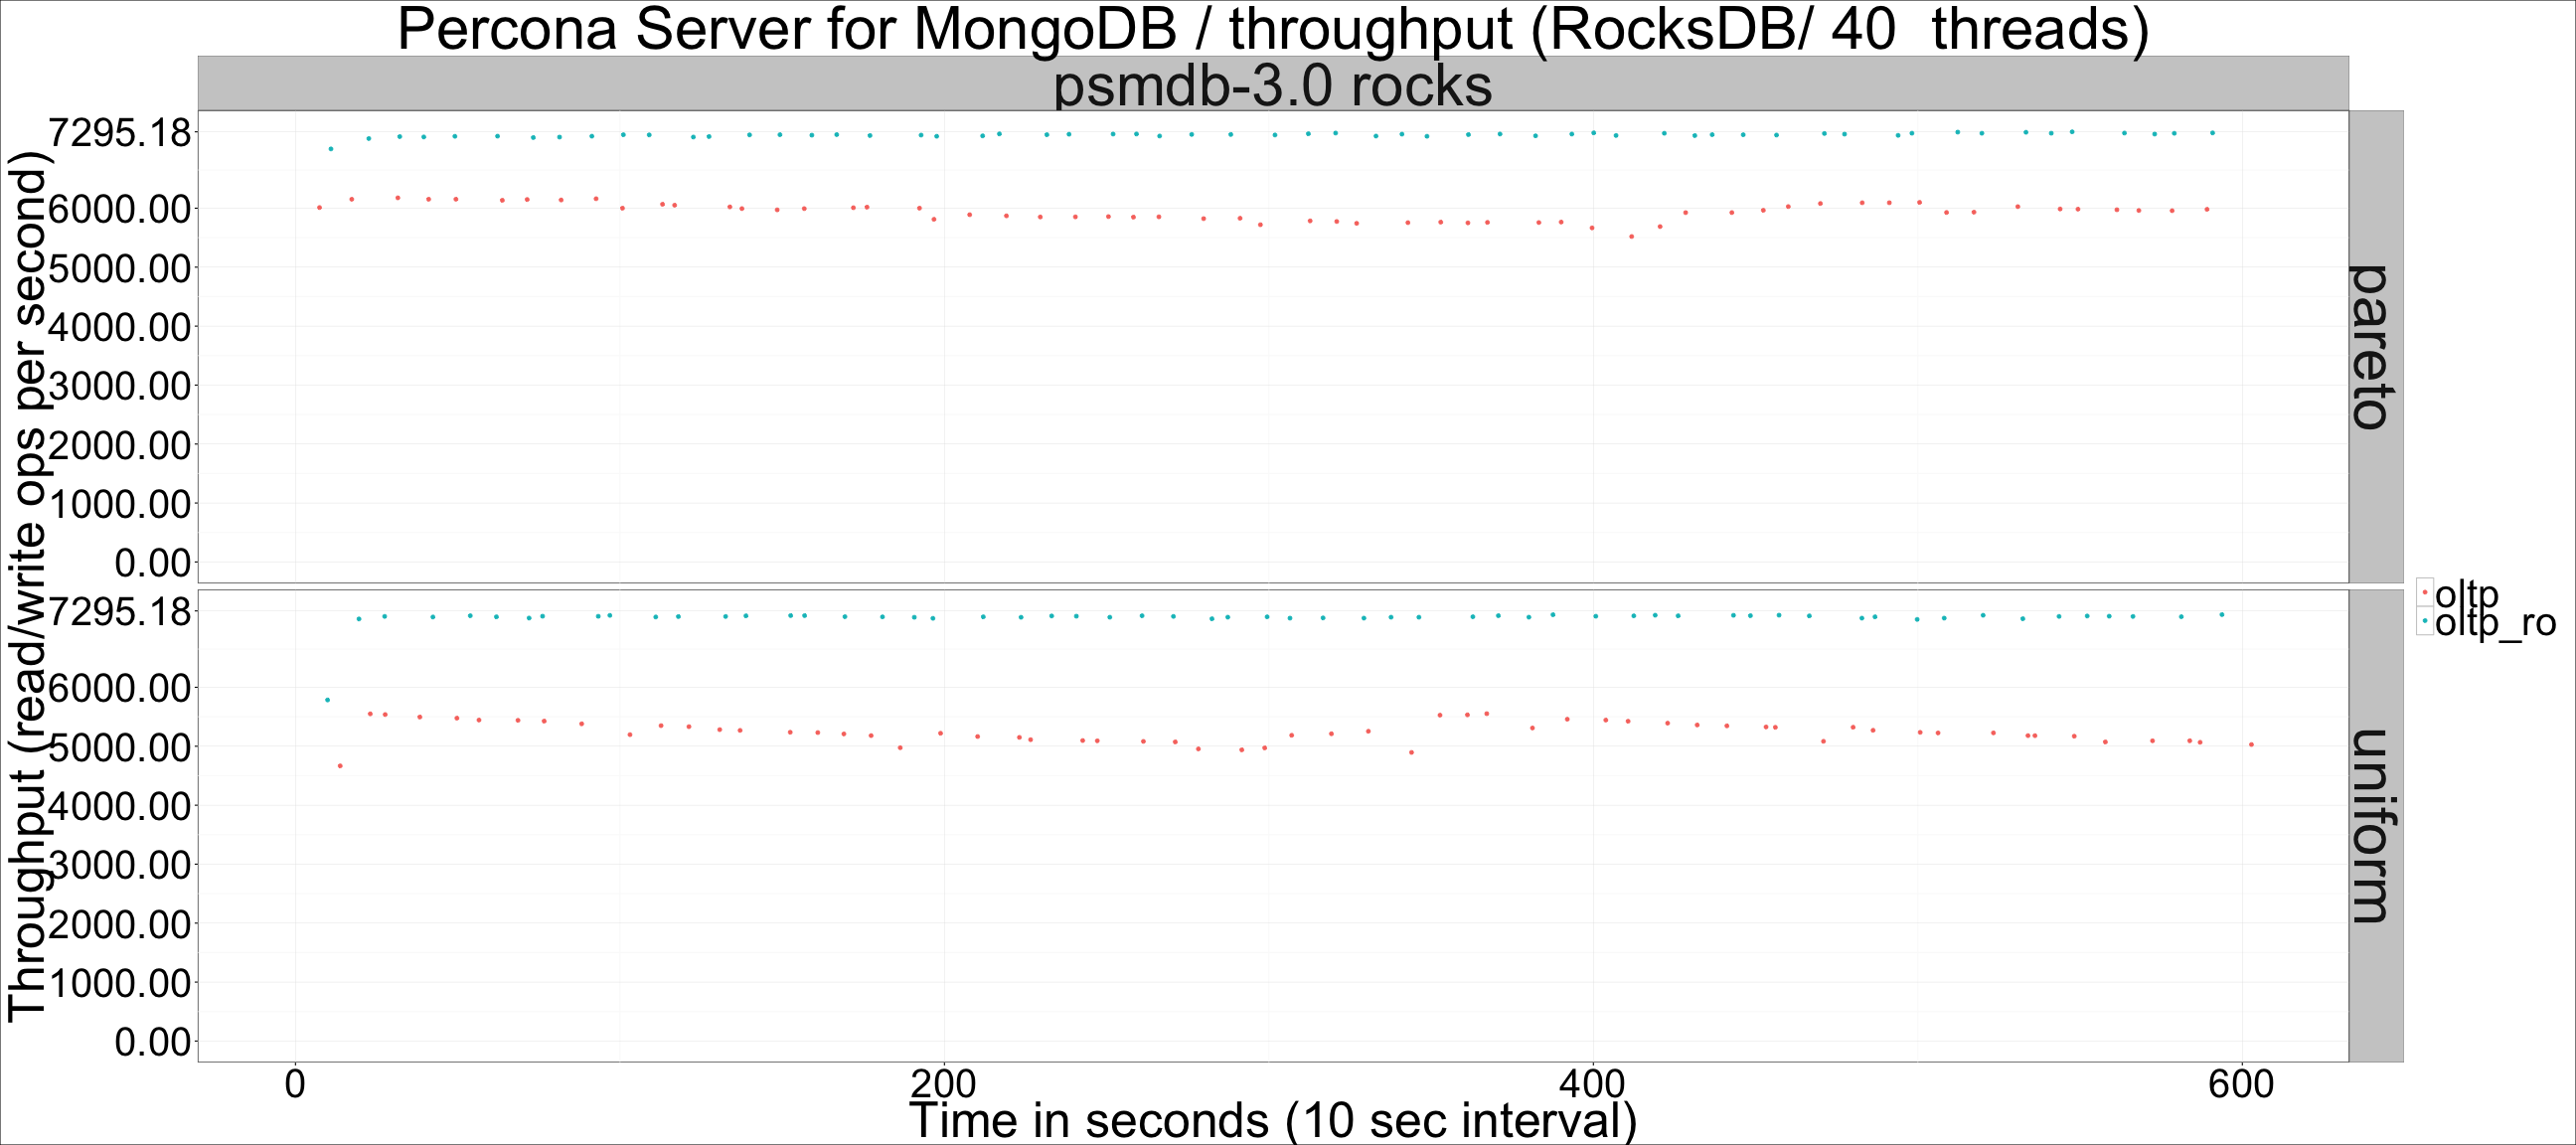 Percona Server for MongoDB / throughput (RocksDB/ 40  threads)
psmdb-3.0 rocks
Throughput (read/write ops per second)
7295.18
6000.00
5000.00
4000.00
3000.00
2000.00
1000.00
0.00
pareto
7295.18
6000.00
5000.00
4000.00
3000.00
2000.00
1000.00
0.00
uniform
oltp
oltp_ro
0
200
400
600
Time in seconds (10 sec interval)